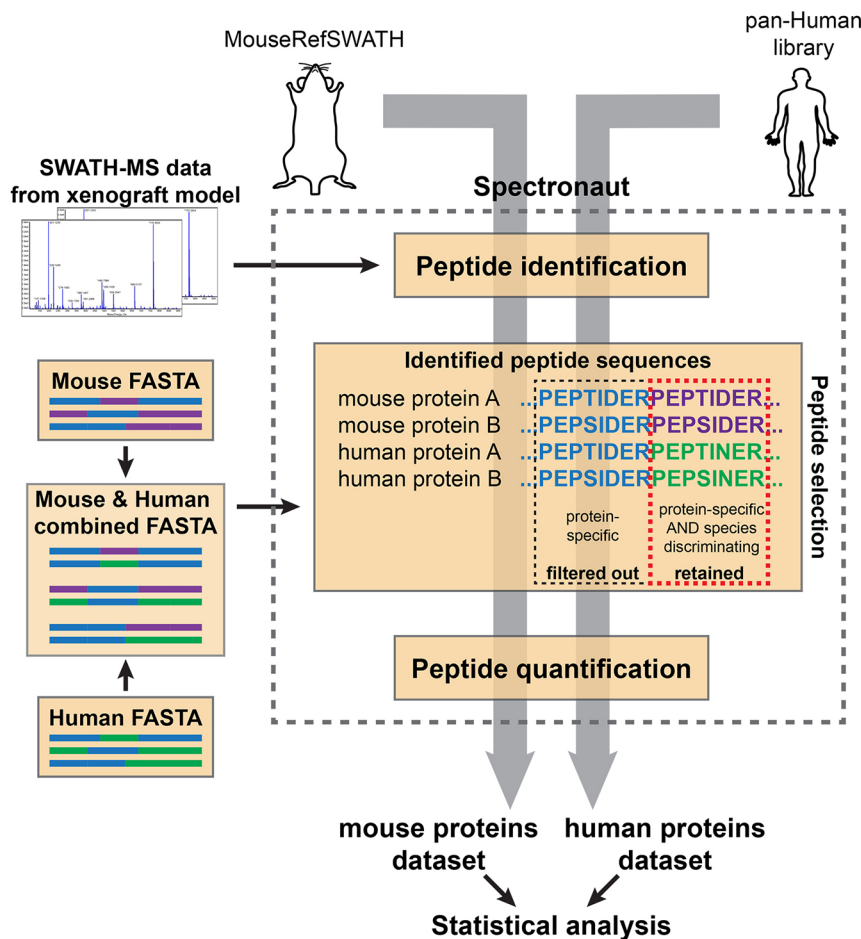 MouseRefSWATH
pan-Human
library
SWATH-MS data
from xenograft model
Spectronaut
Peptide identification
Mouse FASTA
Mouse & Human
combined FASTA
Human FASTA
Identified peptide sequences
mouse protein A ...PEPTIDERPEPTIDER...
mouse protein B ...PEPSIDERPEPSIDER...
human protein A ...PEPTIDERPEPTINER...
human protein B ...PEPSIDERPEPSINER...
protein-
specific
filtered out
protein-specific
AND species
discriminating
retained
Peptide selection
Peptide quantification
mouse proteins
dataset
human proteins
dataset
Statistical analysis